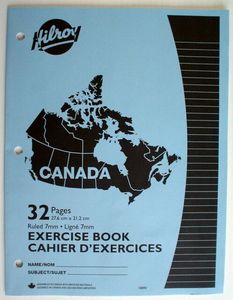 Hilroy
CANADA
32 Pages
27.6 cm x 21.2 cm
Ruled 7mm • Ligné 7mm
EXERCISE BOOK
CAHIER D'EXERCICES
NAME/NOM
SUBJECT/SUJET